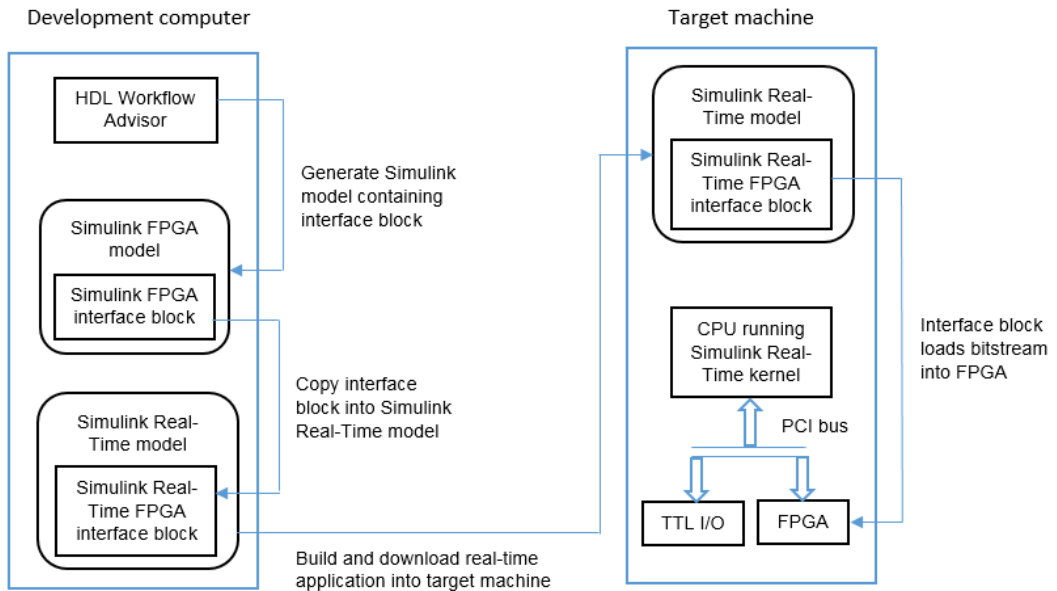 Development computer
HDL Workflow
Advisor
Generate Simulink
model containing
interface block
Simulink FPGA
model
Simulink FPGA
interface block
Copy interface
block into Simulink
Real-Time model
Simulink Real-
Time model
Simulink Real-
Time FPGA
interface block
Build and download real-time
application into target machine
Target machine
Simulink Real-
Time model
Simulink Real-
Time FPGA
interface block
CPU running
Simulink Real-
Time kernel
PCI bus
TTL I/O
FPGA
Interface block
loads bitstream
into FPGA